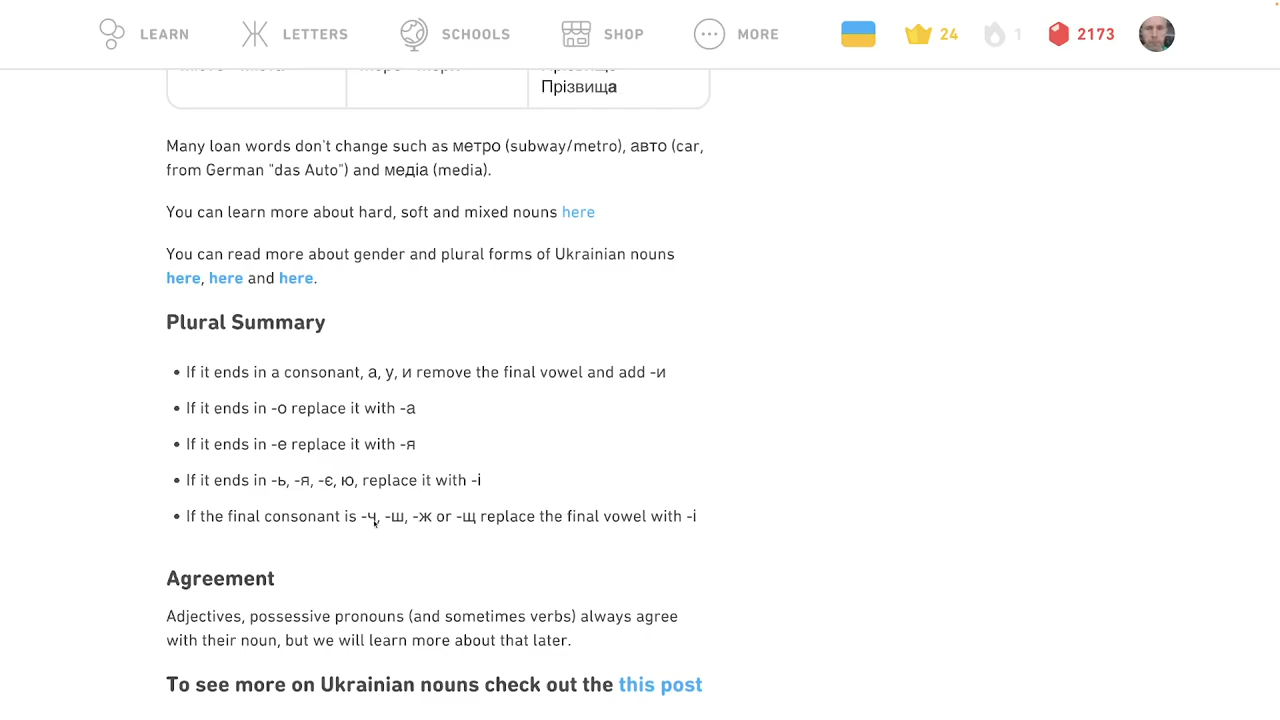 LEARN LETTERS SCHOOLS SHOP MORE 24 1 2173
Прізвища
Many loan words don't change such as метро (subway/metro), авто (car,
from German "das Auto") and медіа (media).
You can learn more about hard, soft and mixed nouns here
You can read more about gender and plural forms of Ukrainian nouns
here, here and here.
Plural Summary
• If it ends in a consonant, а, у, и remove the final vowel and add -и
• If it ends in -о replace it with -а
• If it ends in -е replace it with -я
• If it ends in -ь, -я, -є, ю, replace it with -і
• If the final consonant is -ч, -ш, -ж or -щ replace the final vowel with -і
Agreement
Adjectives, possessive pronouns (and sometimes verbs) always agree
with their noun, but we will learn more about that later.
To see more on Ukrainian nouns check out the this post